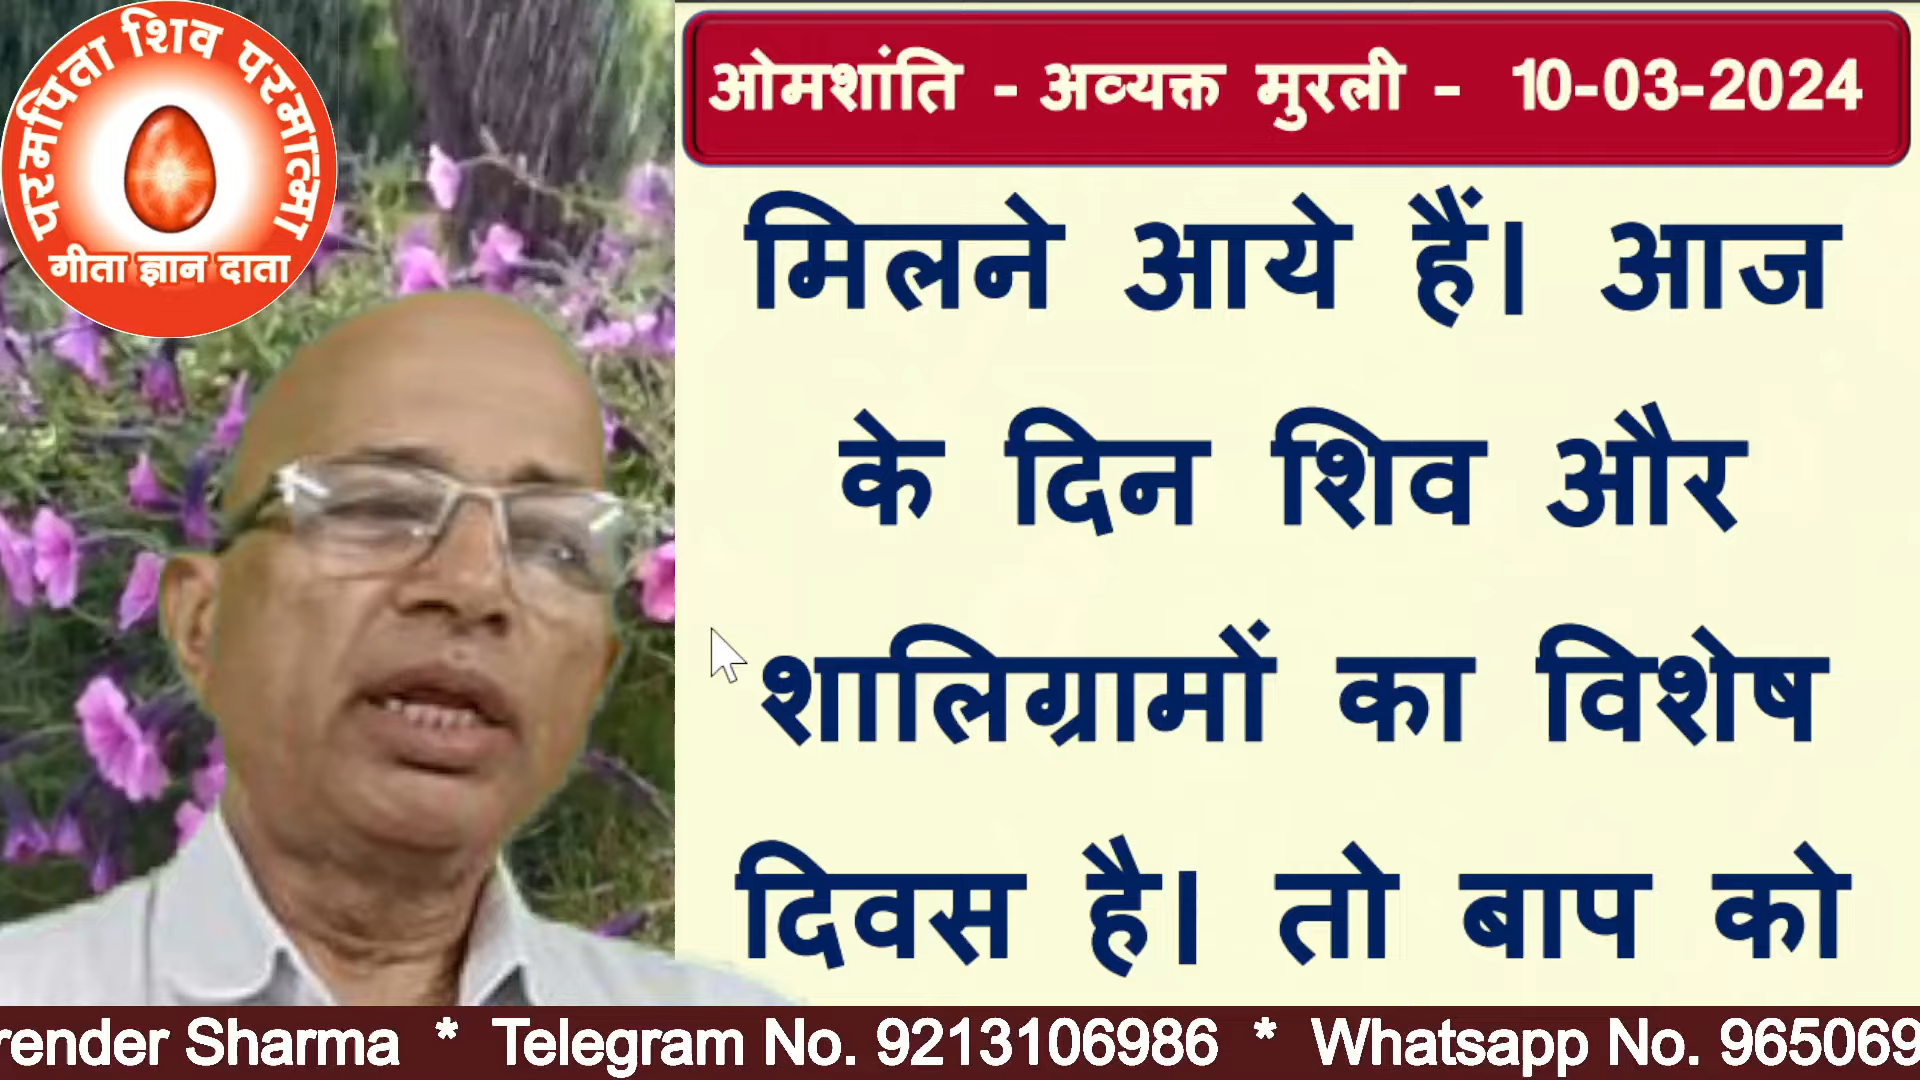 परमपिता शिव परमात्मा
गीता ज्ञान दाता
ओमशांति - अव्यक्त मुरली - 10-03-2024
मिलने आये हैं। आज
के दिन शिव और
शालिग्रामों का विशेष
दिवस है। तो बाप को
render Sharma * Telegram No. 9213106986 * Whatsapp No. 965069